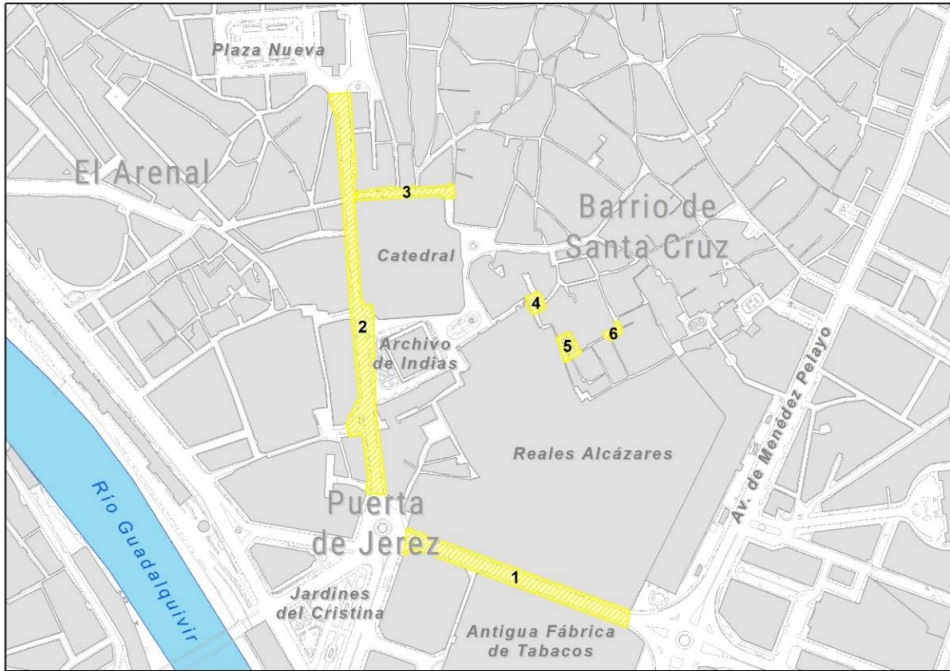 Plaza Nueva
El Arenal
3
Barrio de
Santa Cruz
Catedral
4
2
5
6
Archivo
de Indias
Av. de Menédez Pelayo
Reales Alcázares
Río Guadalquivir
Puerta
de Jerez
1
Jardines
del Cristina
Antigua Fábrica
de Tabacos